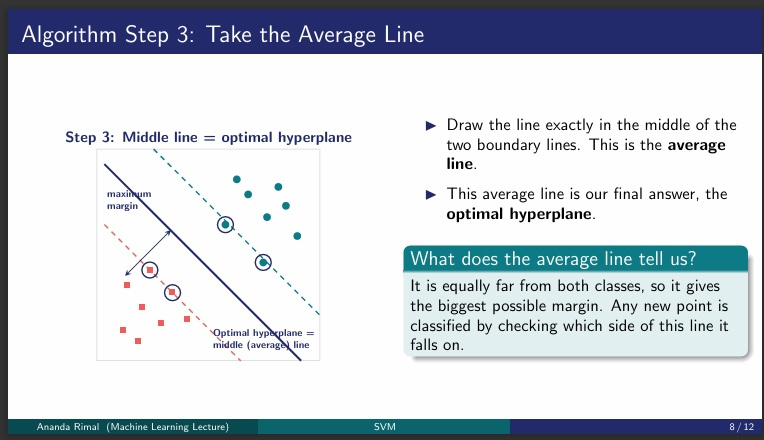 Algorithm Step 3: Take the Average Line
Step 3: Middle line = optimal hyperplane
maximum
margin
Optimal hyperplane =
middle (average) line
▶ Draw the line exactly in the middle of the
two boundary lines. This is the average
line.
▶ This average line is our final answer, the
optimal hyperplane.
What does the average line tell us?
It is equally far from both classes, so it gives
the biggest possible margin. Any new point is
classified by checking which side of this line it
falls on.
Ananda Rimal (Machine Learning Lecture)
SVM
8 / 12